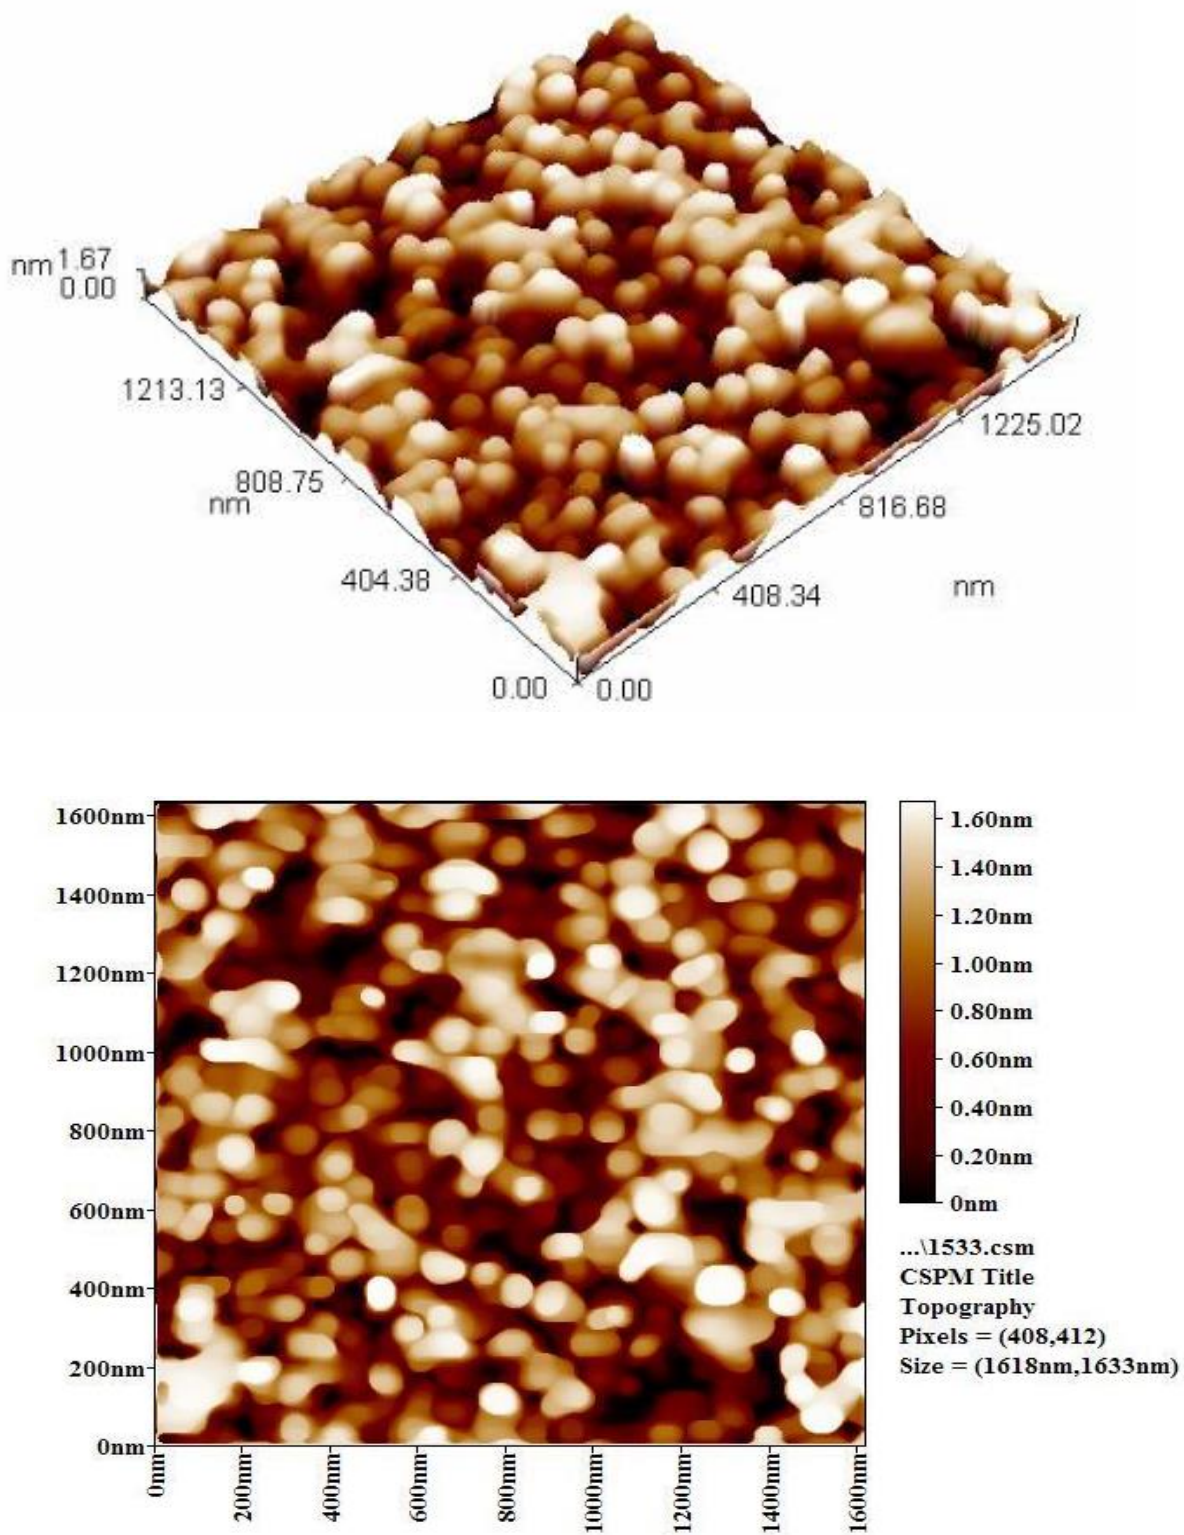 nm 1.67
0.00
1213.13
808.75
nm
404.38
0.00
0.00
408.34
816.68
1225.02
nm
1600nm
1400nm
1200nm
1000nm
800nm
600nm
400nm
200nm
0nm
0nm
200nm
400nm
600nm
800nm
1000nm
1200nm
1400nm
1600nm
1.60nm
1.40nm
1.20nm
1.00nm
0.80nm
0.60nm
0.40nm
0.20nm
0nm
...\1533.csm
CSPM Title
Topography
Pixels = (408,412)
Size = (1618nm,1633nm)